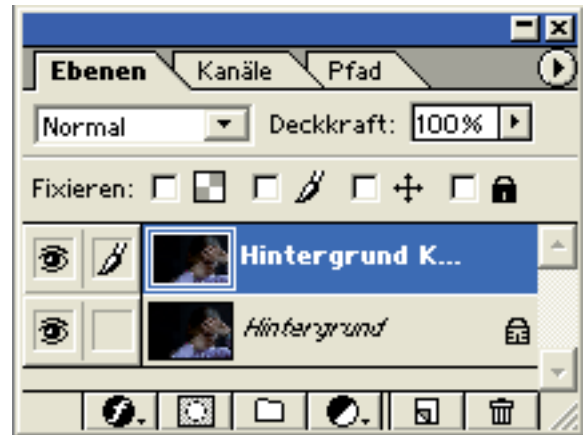 Ebenen Kanäle Pfad
Normal Deckkraft: 100%
Fixieren:
Hintergrund K...
Hintergrund